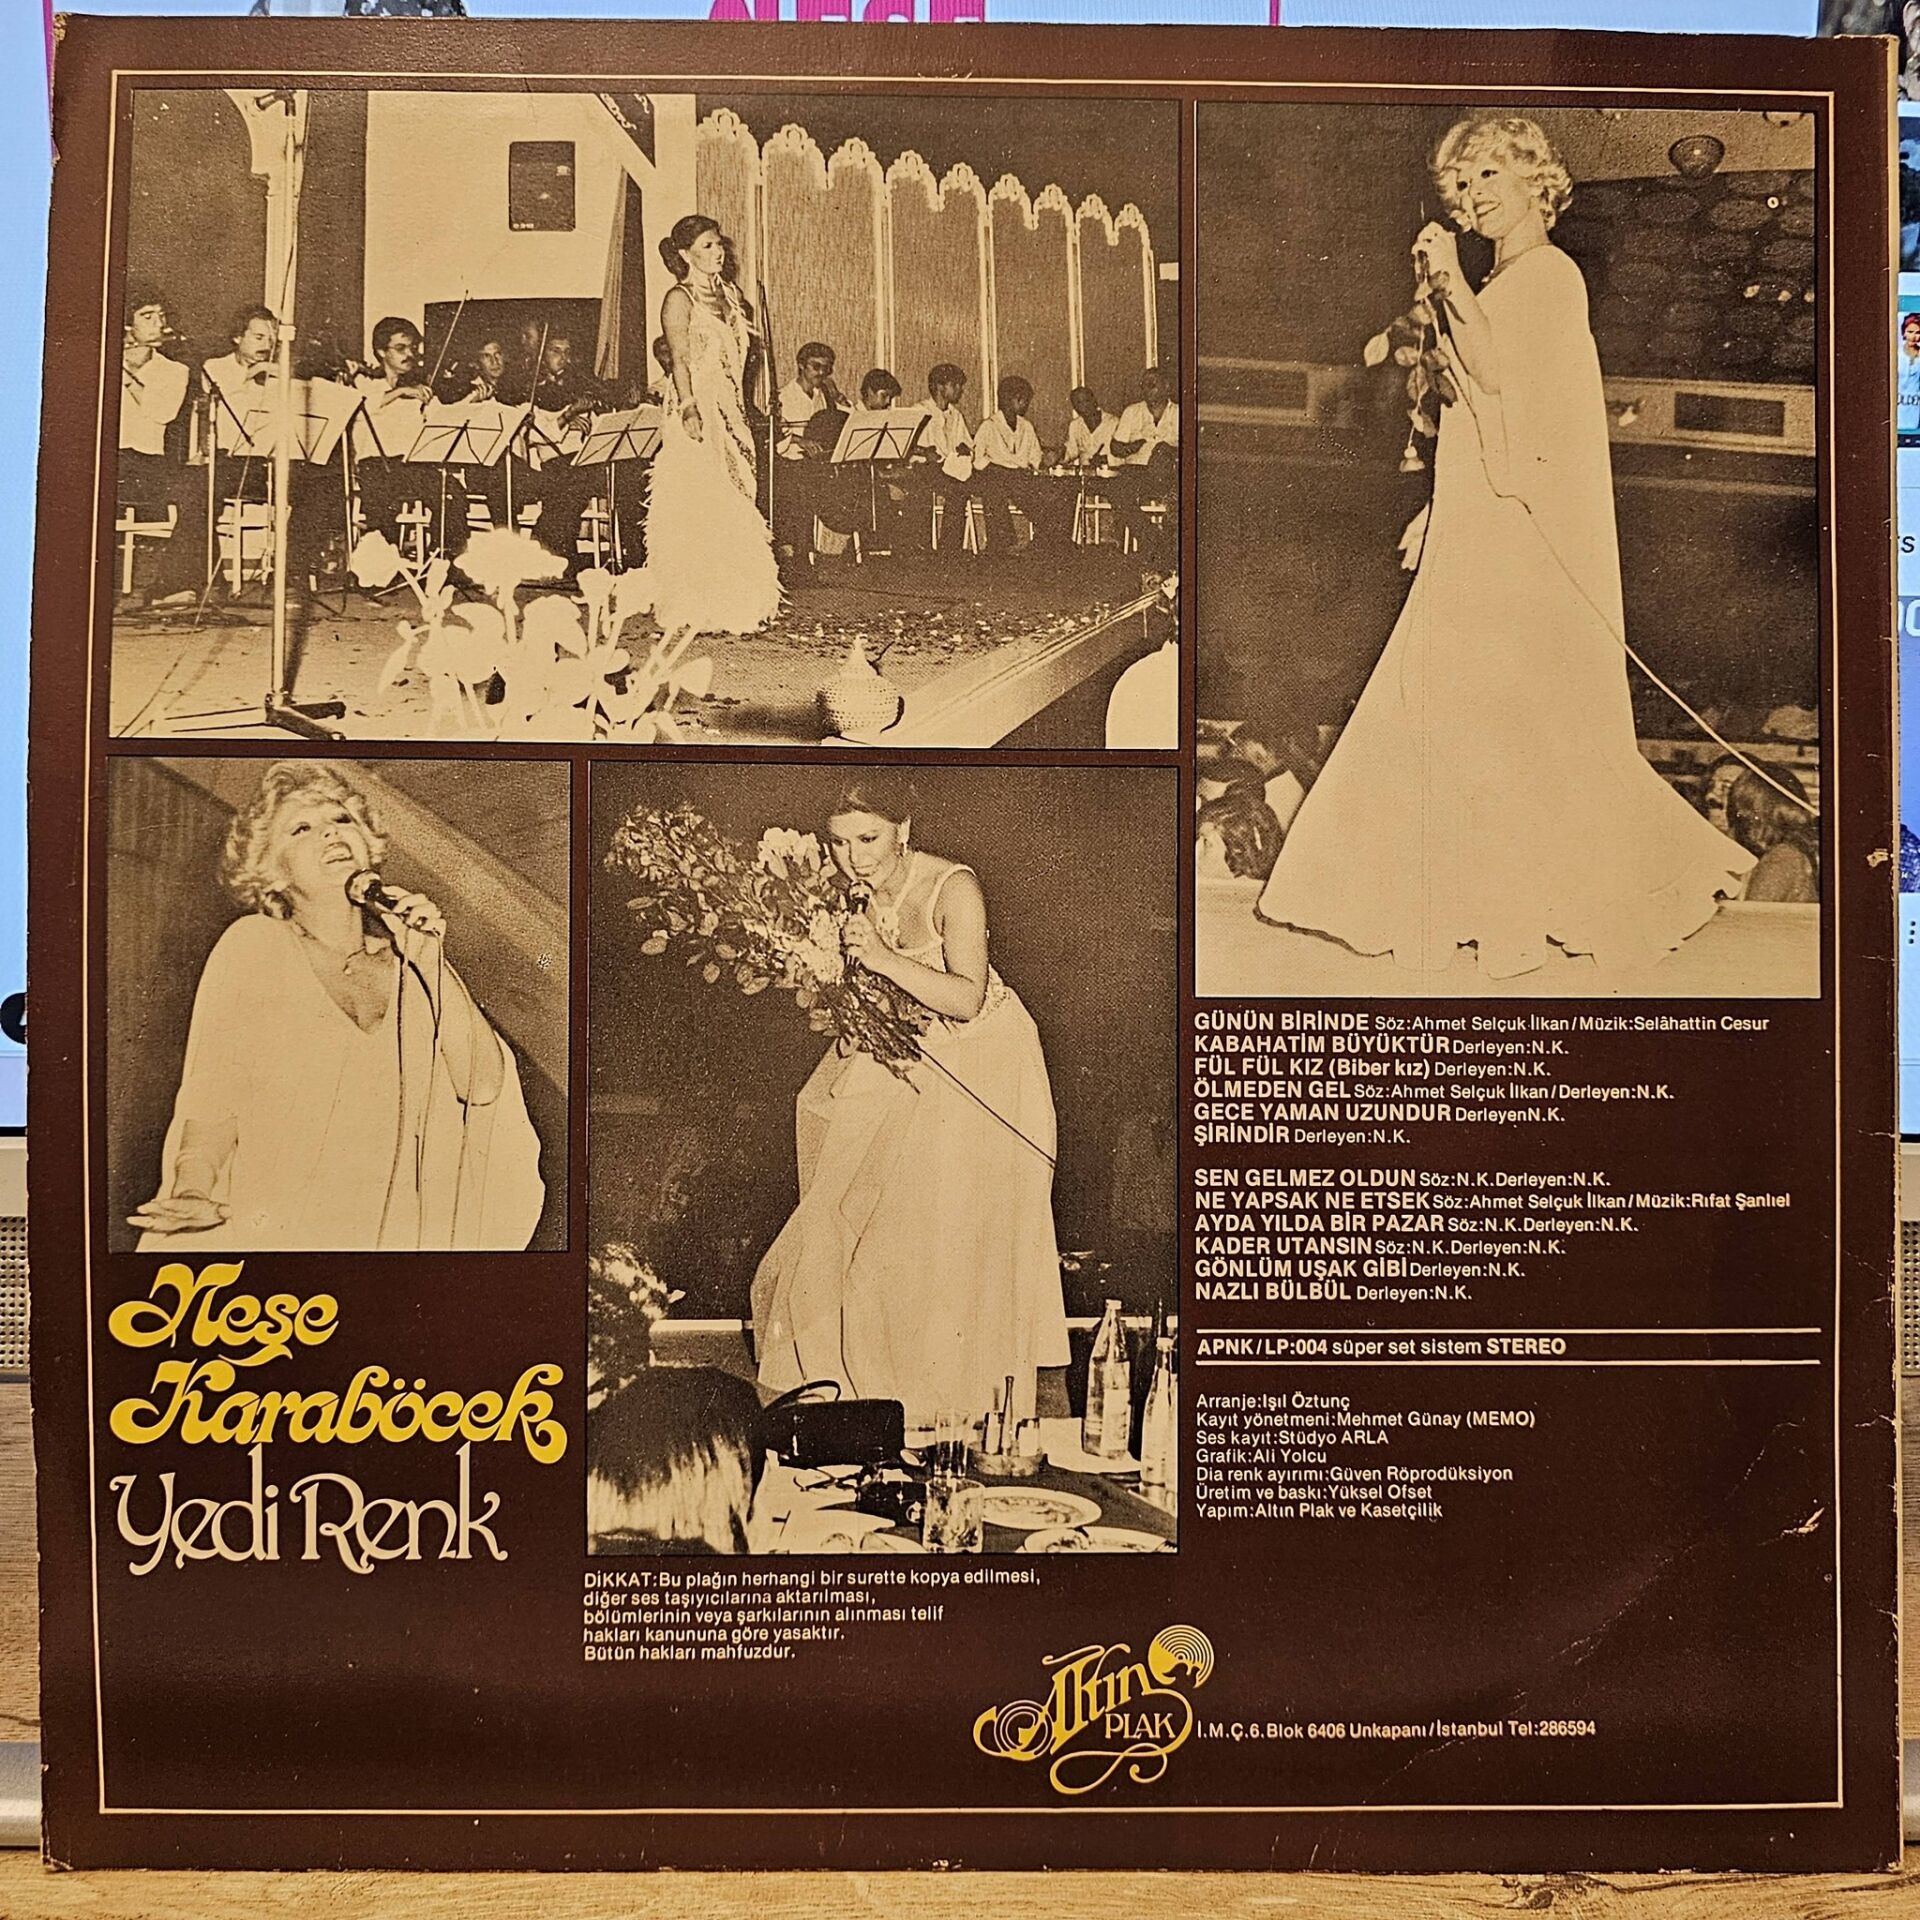 GÜNÜN BİRİNDE Söz:Ahmet Selçuk İlkan/Müzik:Selâhattin Cesur
KABAHATİM BÜYÜKTÜR Derleyen:N.K.
FÜL FÜL KIZ (Biber kız) Derleyen:N.K.
ÖLMEDEN GEL Söz:Ahmet Selçuk İlkan/Derleyen:N.K.
GECE YAMAN UZUNDUR DerleyenN.K.
ŞİRİNDİR Derleyen:N.K.
SEN GELMEZ OLDUN Söz:N.K.Derleyen:N.K.
NE YAPSAK NE ETSEK Söz:Ahmet Selçuk İlkan/Müzik:Rıfat Şanlıel
AYDA YILDA BİR PAZAR Söz:N.K.Derleyen:N.K.
KADER UTANSIN Söz:N.K.Derleyen:N.K.
GÖNLÜM UŞAK GİBİ Derleyen:N.K.
NAZLI BÜLBÜL Derleyen:N.K.
APNK/LP:004 süper set sistem STEREO
Arranje:Işıl Öztunç
Kayıt yönetmeni:Mehmet Günay (MEMO)
Ses kayıt:Stüdyo ARLA
Grafik:Ali Yolcu
Dia renk ayırımı:Güven Röprodüksiyon
Üretim ve baskı:Yüksel Ofset
Yapım:Altın Plak ve Kasetçilik
Neşe
Karaböcek
Yedi Renk
DİKKAT:Bu plağın herhangi bir surette kopya edilmesi,
diğer ses taşıyıcılarına aktarılması,
bölümlerinin veya şarkılarının alınması telif
hakları kanununa göre yasaktır.
Bütün hakları mahfuzdur.
Altın
PLAK
İ.M.Ç.6.Blok 6406 Unkapanı/İstanbul Tel:286594